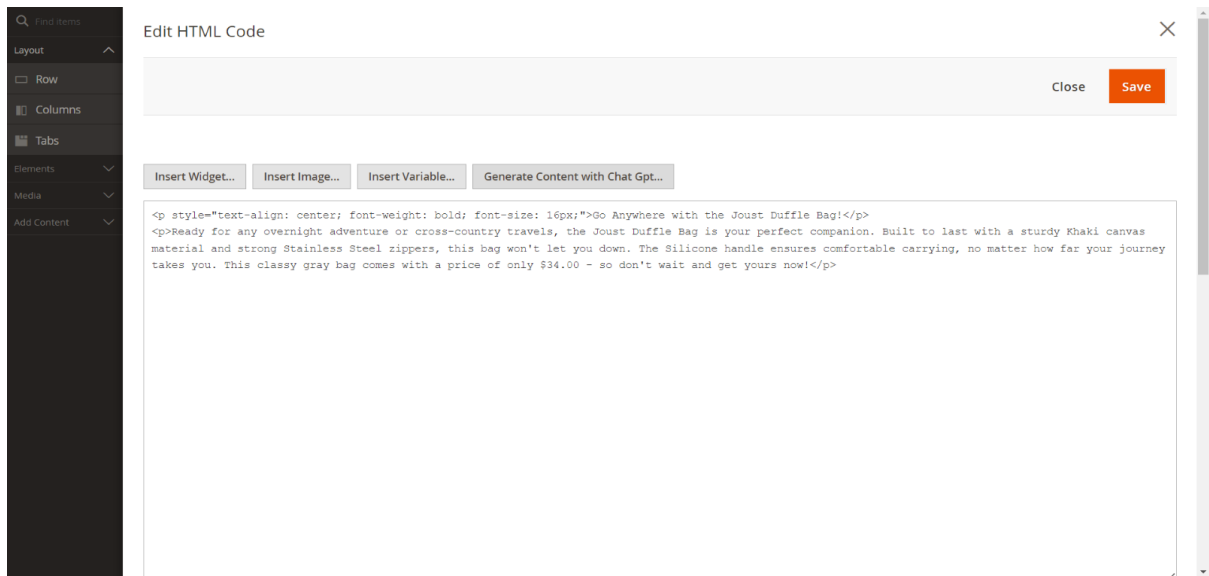 Find items
Edit HTML Code
Layout
Row
Close
Save
Columns
Tabs
Elements
Insert Widget...
Insert Image...
Insert Variable...
Generate Content with Chat Gpt...
Media
Add Content
<p style="text-align: center; font-weight: bold; font-size: 16px;">Go Anywhere with the Joust Duffle Bag!</p>
<p>Ready for any overnight adventure or cross-country travels, the Joust Duffle Bag is your perfect companion. Built to last with a sturdy Khaki canvas
material and strong Stainless Steel zippers, this bag won't let you down. The Silicone handle ensures comfortable carrying, no matter how far your journey
takes you. This classy gray bag comes with a price of only $34.00 - so don't wait and get yours now!</p>